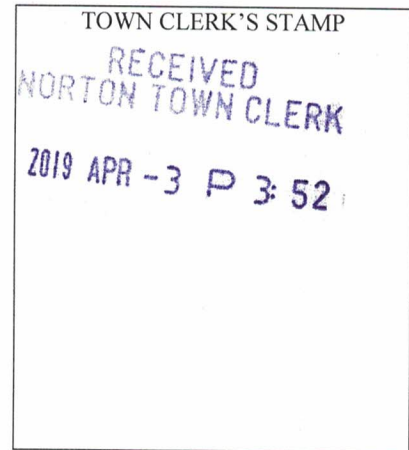 TOWN CLERK'S STAMP
RECEIVED
NORTON TOWN CLERK
2019 APR -3 P 3: 52